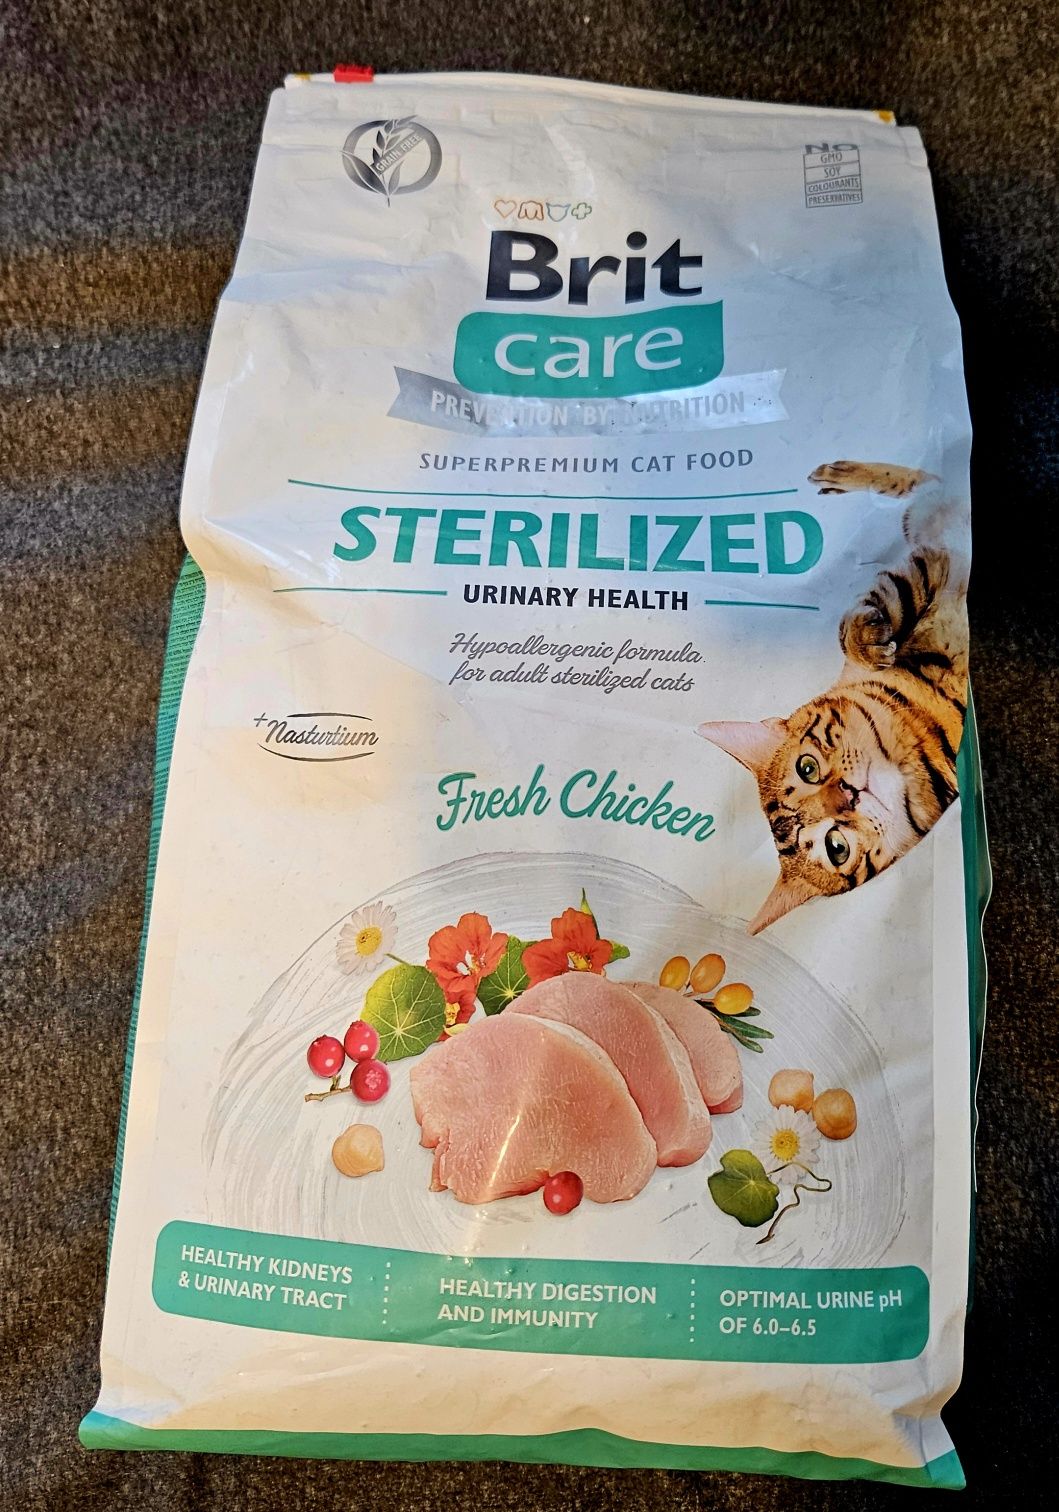 GRAIN FREE
NO
GMO
SOY
COLOURANTS
PRESERVATIVES
Brit
care
PREVENTION BY NUTRITION
SUPERPREMIUM CAT FOOD
STERILIZED
URINARY HEALTH
Hypoallergenic formula
for adult sterilized cats
+Nasturtium
Fresh Chicken
HEALTHY KIDNEYS
& URINARY TRACT
HEALTHY DIGESTION
AND IMMUNITY
OPTIMAL URINE pH
OF 6.0–6.5